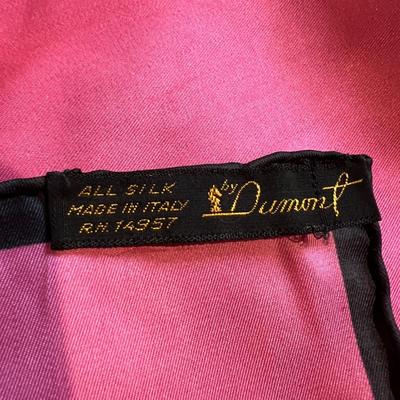 ALL SILK
MADE IN ITALY
R.N. 14957
by Dumont